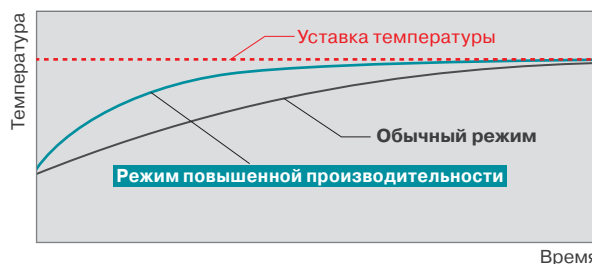 Температура
Уставка температуры
Обычный режим
Режим повышенной производительности
Время